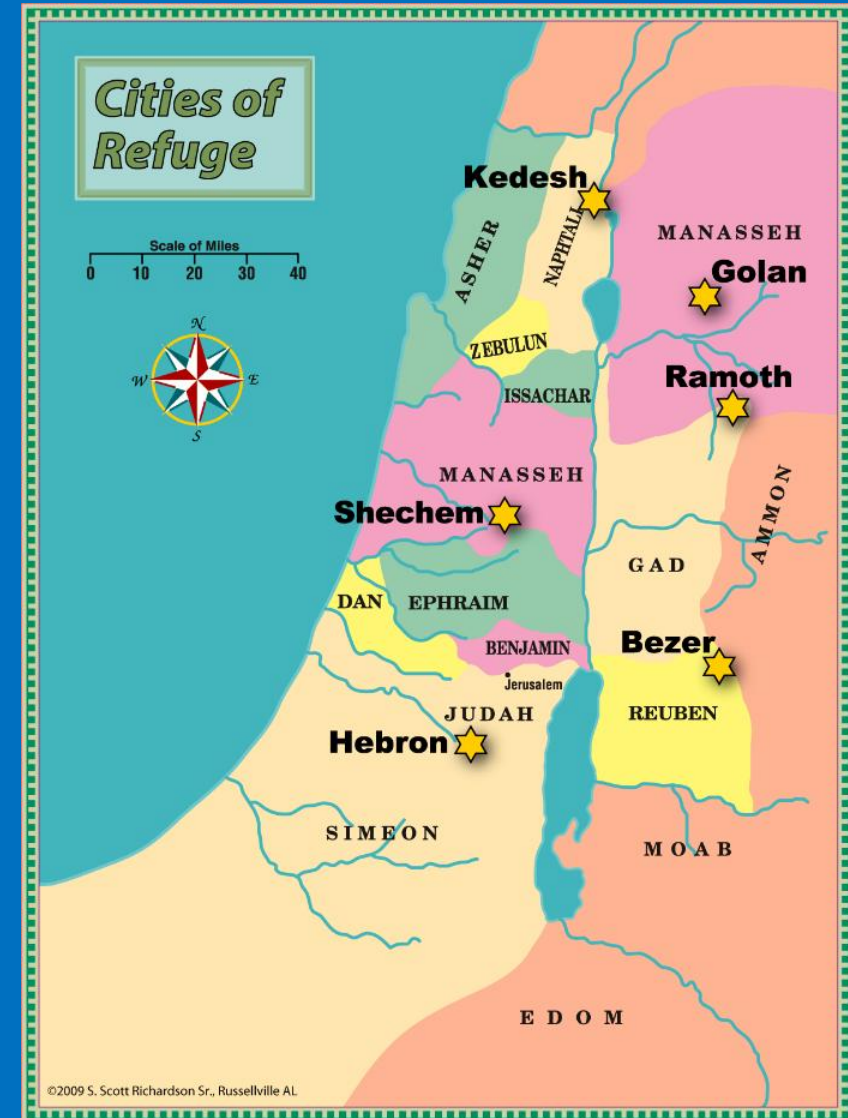 Cities of
Refuge
Scale of Miles
0 10 20 30 40
N
W E
S
Kedesh
ASHER
NAPHTALI
MANASSEH
Golan
ZEBULUN
ISSACHAR
Ramoth
MANASSEH
Shechem
AMMON
GAD
DAN
EPHRAIM
BENJAMIN
Bezer
Jerusalem
JUDAH
REUBEN
Hebron
SIMEON
MOAB
EDOM
©2009 S. Scott Richardson Sr., Russellville AL